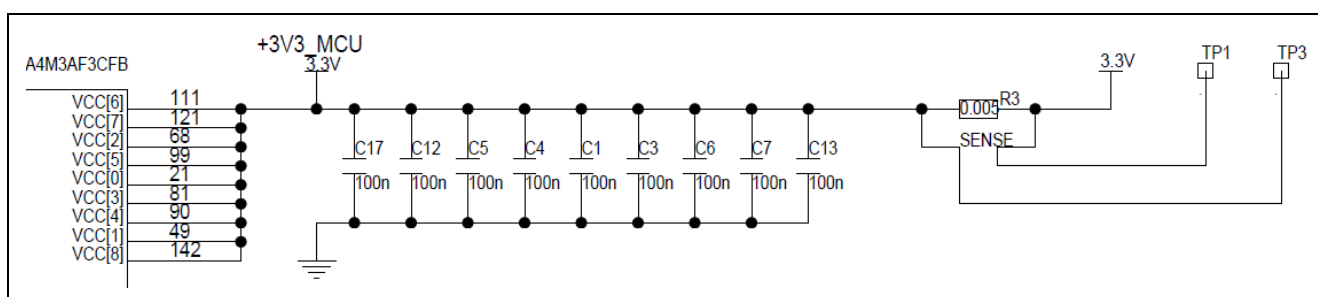 +3V3_MCU
3.3V
A4M3AF3CFB
VCC[6] 111
VCC[7] 121
VCC[2] 68
VCC[5] 99
VCC[0] 21
VCC[3] 81
VCC[4] 90
VCC[1] 49
VCC[8] 142
C17 C12 C5 C4 C1 C3 C6 C7 C13
100n 100n 100n 100n 100n 100n 100n 100n 100n
0.005 R3
SENSE
3.3V
TP1 TP3